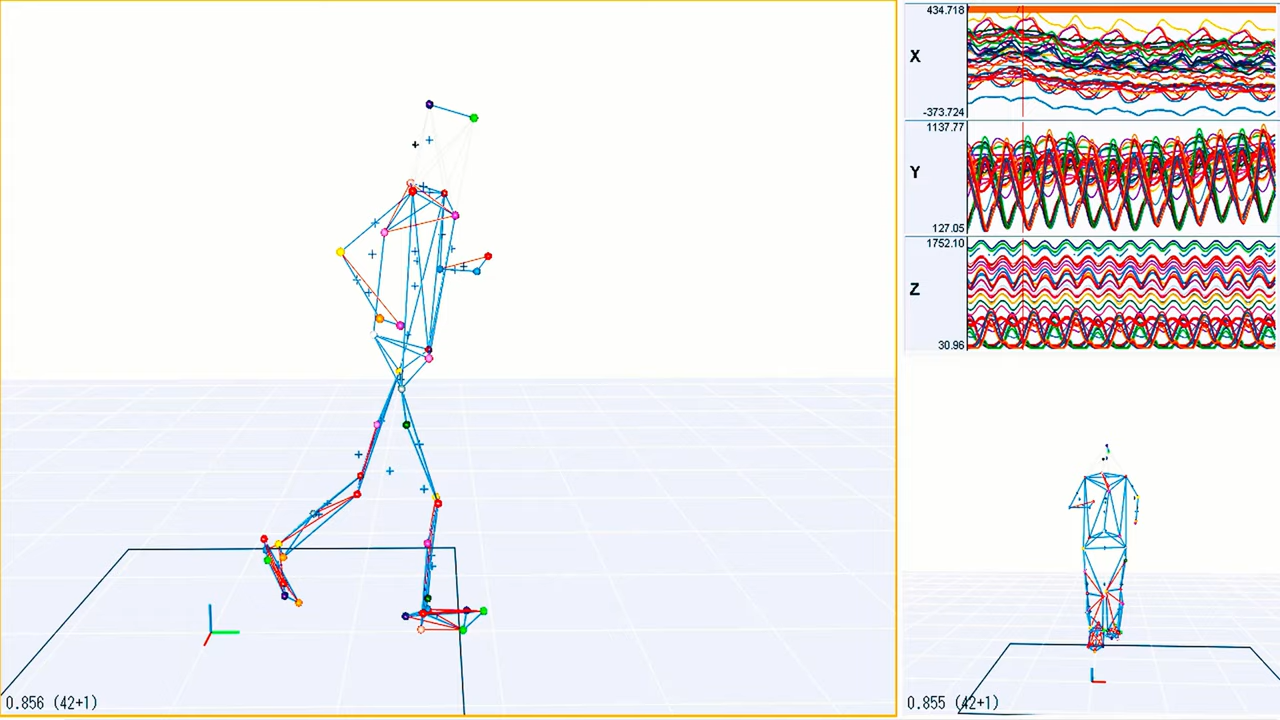 434.718
X
-373.724
1137.77
Y
127.05
1752.10
Z
30.96
0.856 (42+1)
0.855 (42+1)